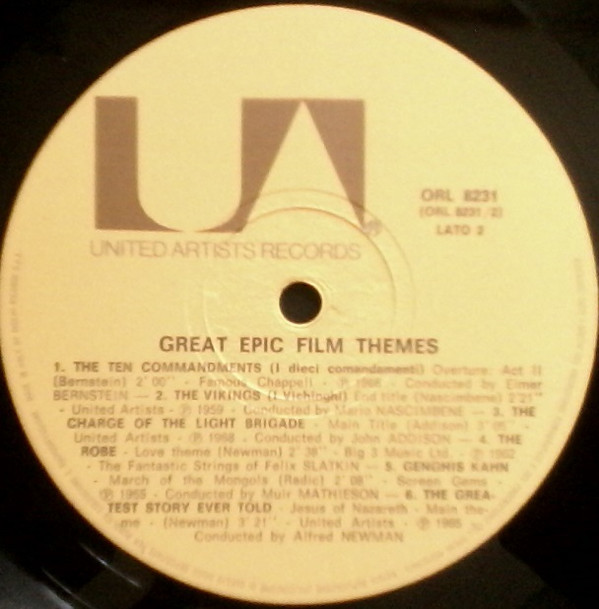 UA
ORL 8231
(ORL 8231/2)
LATO 2
UNITED ARTISTS RECORDS
GREAT EPIC FILM THEMES
1. THE TEN COMMANDMENTS (I dieci comandamenti) Overture: Act II
(Bernstein) 2'00'' - Famous Chappell - ℗ 1966 - Conducted by Elmer
BERNSTEIN — 2. THE VIKINGS (I Vichinghi) End title (Nascimbene) 2'21''
- United Artists - ℗ 1959 - Conducted by Mario NASCIMBENE — 3. THE
CHARGE OF THE LIGHT BRIGADE - Main Title (Addison)
United Artists - ℗ 1968 - Conducted by John ADDISON — 4. THE
ROBE - Love theme (Newman) 2' - Big 3 Music Ltd. - ℗ 1962
- The Fantastic Strings of Felix SLATKIN — 5. GENGHIS KAHN
- March of the Mongols (Radic) 2'08'' - Screen Gems -
℗ 1965 - Conducted by Muir MATHIESON — 6. THE GREA-
TEST STORY EVER TOLD - Jesus of Nazareth - Main the-
me - (Newman) 3'21'' - United Artists - ℗ 1965
Conducted by Alfred NEWMAN